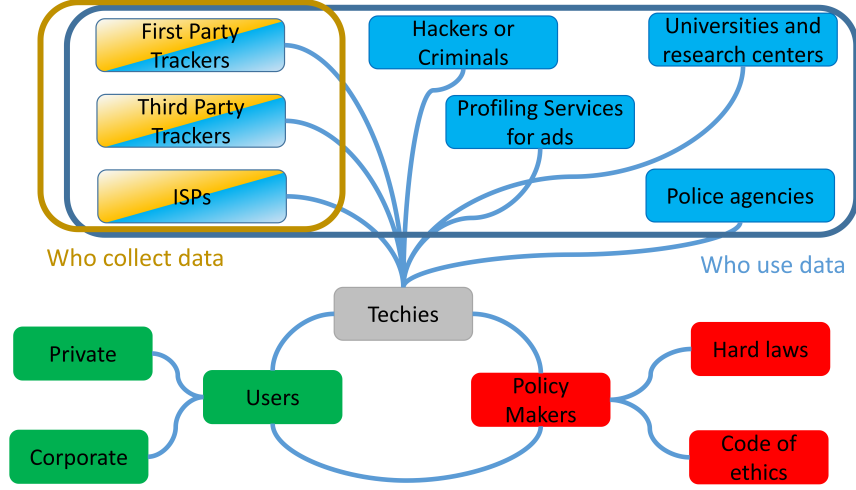 First Party
Trackers
Hackers or
Criminals
Universities and
research centers
Third Party
Trackers
Profiling Services
for ads
ISPs
Police agencies
Who collect data
Who use data
Techies
Private
Hard laws
Users
Policy
Makers
Corporate
Code of
ethics